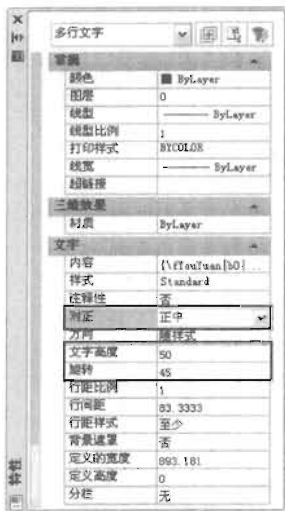 多行文字
常规
颜色 ByLayer
图层 0
线型 ByLayer
线型比例 1
打印样式 BYCOLOR
线宽 ByLayer
超链接
三维效果
材质 ByLayer
文字
内容 {\fYouYuan|b0| ...
样式 Standard
注释性 否
对正 正中
方向 随样式
文字高度 50
旋转 45
行距比例 1
行间距 83.3333
行距样式 至少
背景遮罩 否
定义的宽度 893.181
定义高度 0
分栏 无
特性